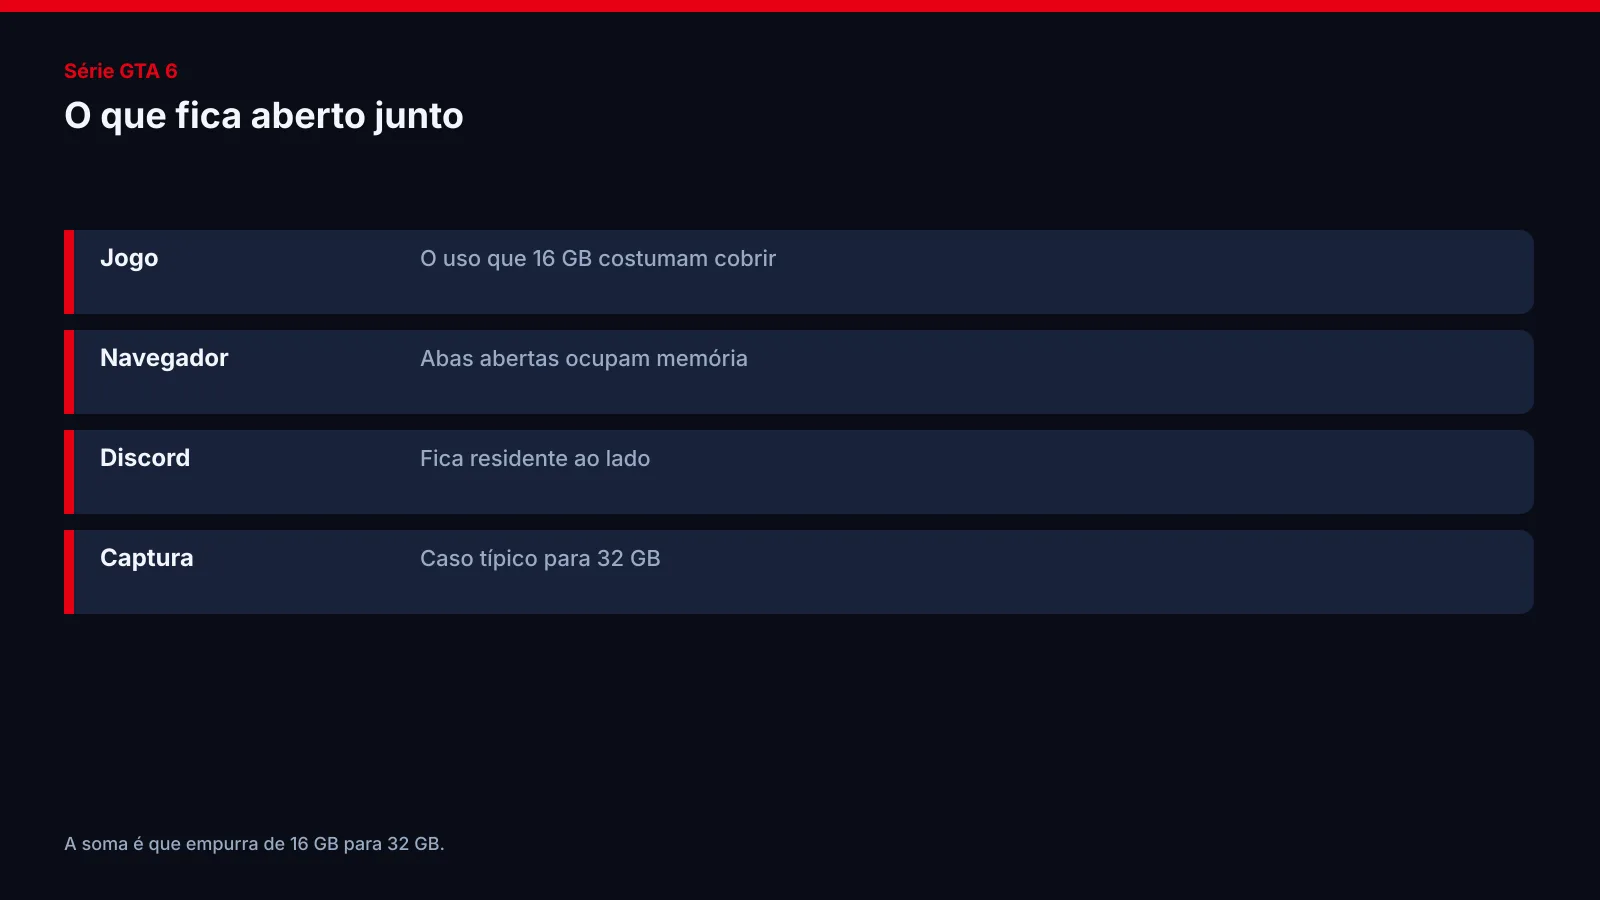 Série GTA 6
O que fica aberto junto
Jogo
O uso que 16 GB costumam cobrir
Navegador
Abas abertas ocupam memória
Discord
Fica residente ao lado
Captura
Caso típico para 32 GB
A soma é que empurra de 16 GB para 32 GB.